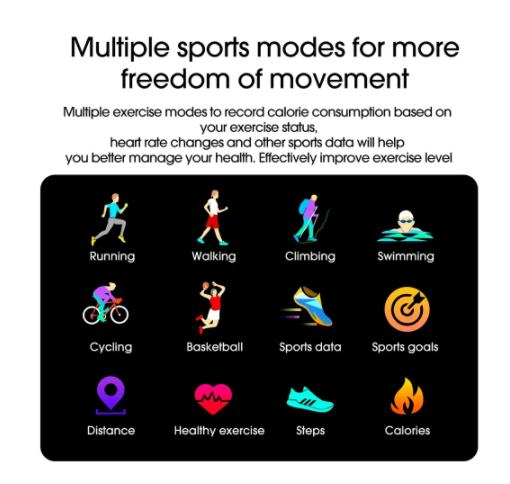 Multiple sports modes for more
freedom of movement
Multiple exercise modes to record calorie consumption based on
your exercise status,
heart rate changes and other sports data will help
you better manage your health. Effectively improve exercise level
Running Walking Climbing Swimming
Cycling Basketball Sports data Sports goals
Distance Healthy exercise Steps Calories